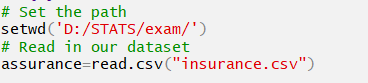 # Set the path
setwd('D:/STATS/exam/')
# Read in our dataset
assurance=read.csv("insurance.csv")